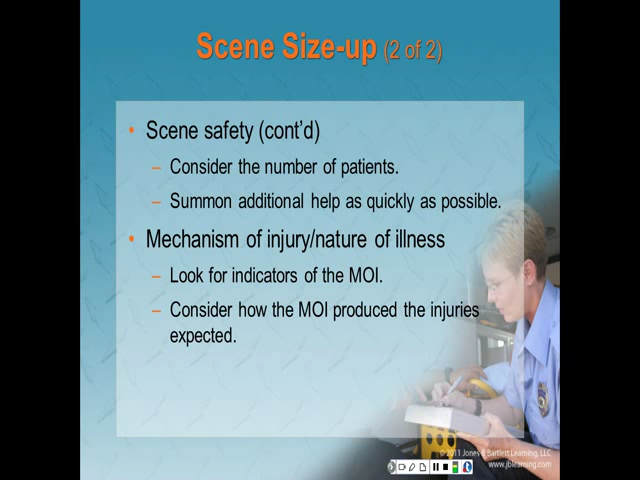 Scene Size-up (2 of 2)
• Scene safety (cont'd)
– Consider the number of patients.
– Summon additional help as quickly as possible.
• Mechanism of injury/nature of illness
– Look for indicators of the MOI.
– Consider how the MOI produced the injuries
expected.
© 2011 Jones & Bartlett Learning, LLC
www.jblearning.com